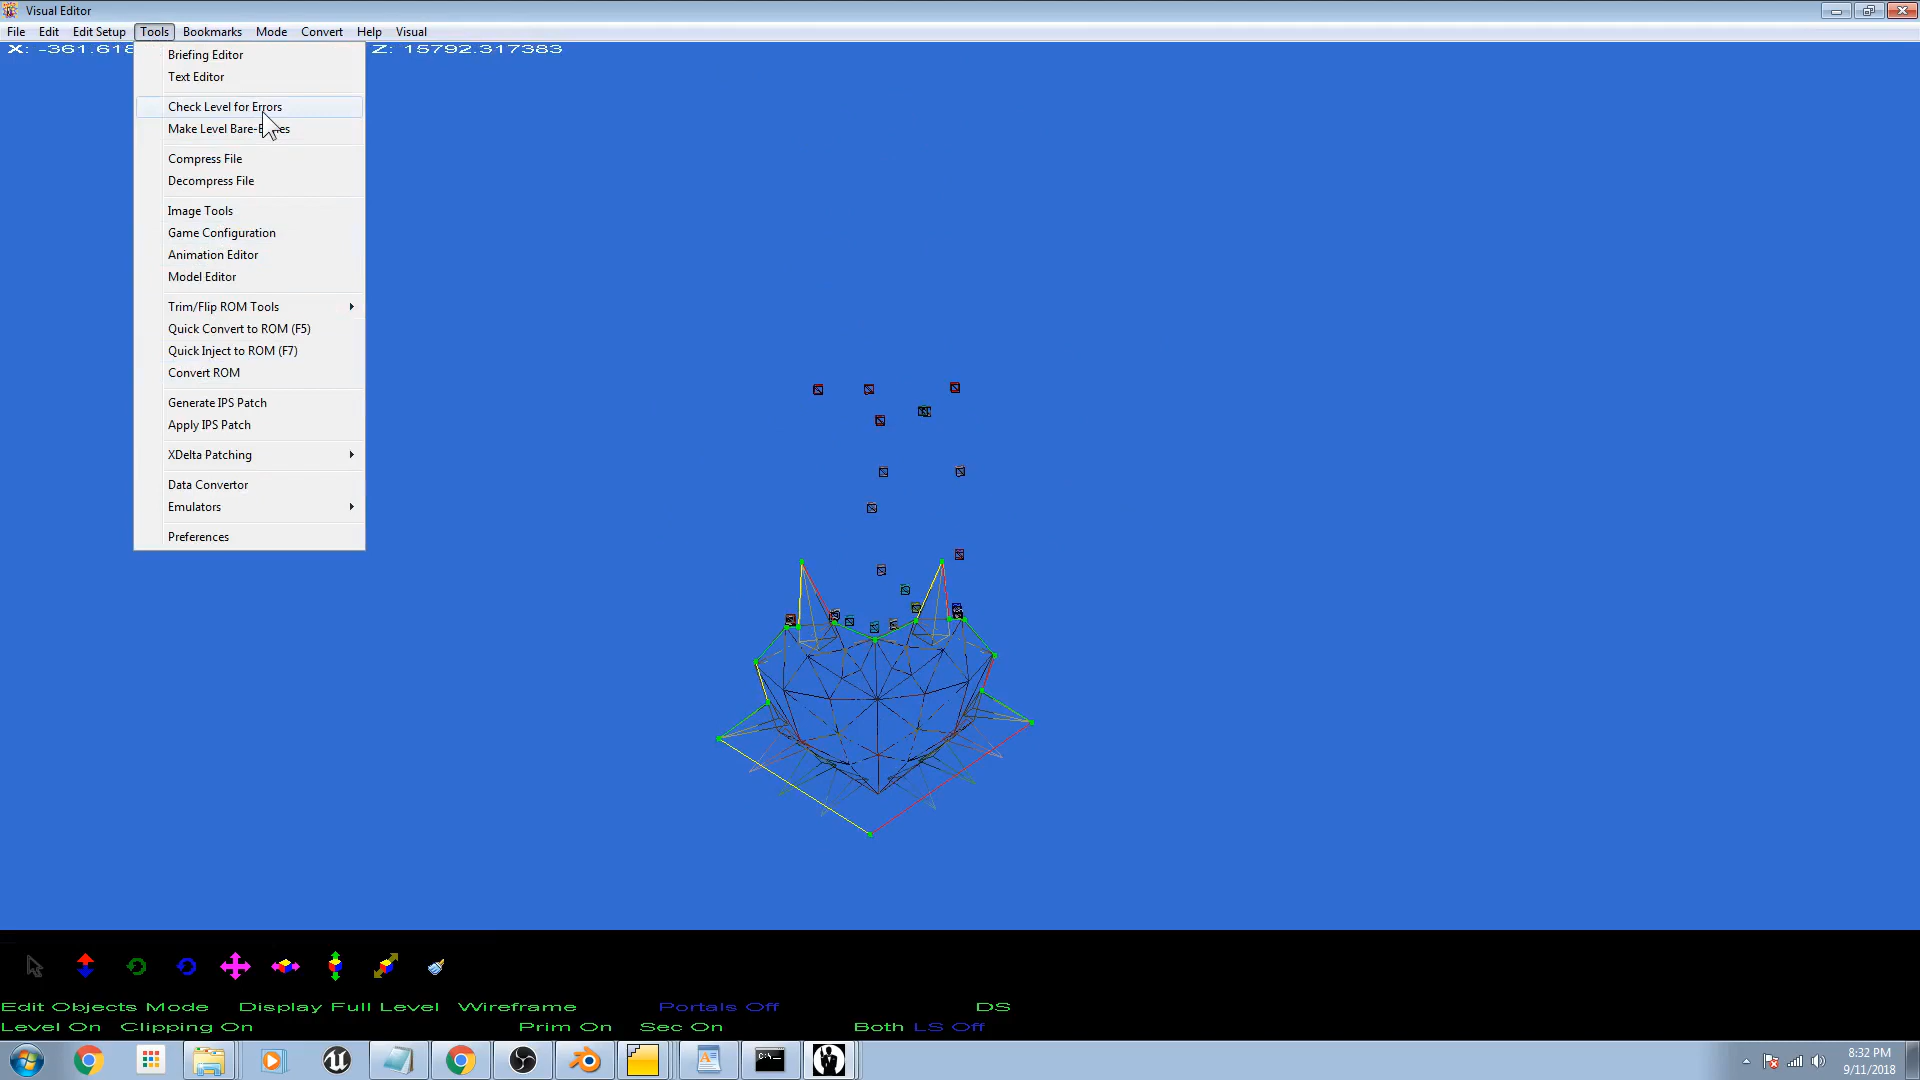 Visual Editor
File Edit Edit Setup Tools Bookmarks Mode Convert Help Visual
X: -361.618 Z: 15792.317383
Briefing Editor
Text Editor
Check Level for Errors
Make Level Bare-
Compress File
Decompress File
Image Tools
Game Configuration
Animation Editor
Model Editor
Trim/Flip ROM Tools
Quick Convert to ROM (F5)
Quick Inject to ROM (F7)
Convert ROM
Generate IPS Patch
Apply IPS Patch
XDelta Patching
Data Convertor
Emulators
Preferences
Edit Objects Mode Display Full Level Wireframe Portals Off DS
Level On Clipping On Prim On Sec On Both LS Off
8:32 PM
9/11/2018